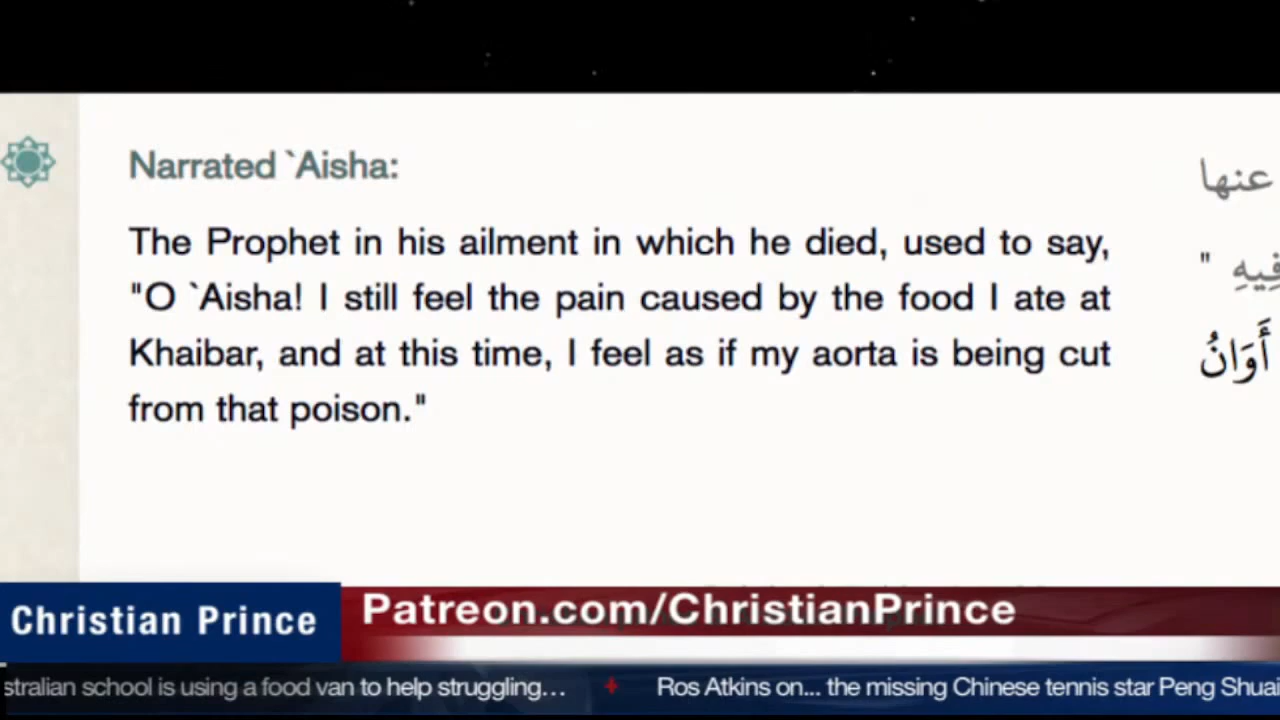 Narrated `Aisha:
عنها
The Prophet in his ailment in which he died, used to say,
" فِيهِ
"O `Aisha! I still feel the pain caused by the food I ate at
Khaibar, and at this time, I feel as if my aorta is being cut
أَوَانُ
from that poison."
Christian Prince
Patreon.com/ChristianPrince
stralian school is using a food van to help struggling...
Ros Atkins on... the missing Chinese tennis star Peng Shuai